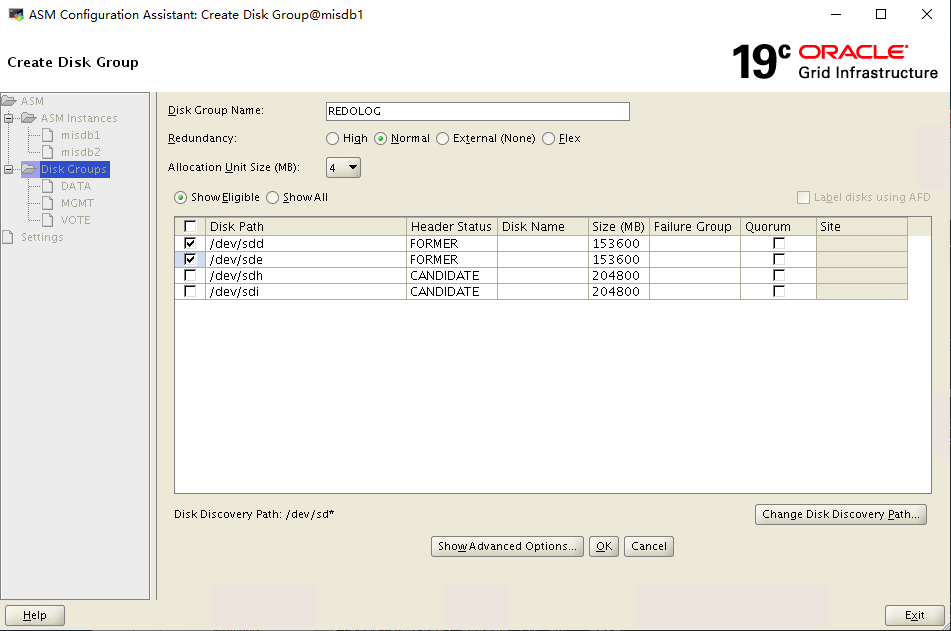 ASM Configuration Assistant: Create Disk Group@misdb1
Create Disk Group
19c ORACLE
Grid Infrastructure
ASM
ASM Instances
misdb1
misdb2
Disk Groups
DATA
MGMT
VOTE
Settings
Disk Group Name: REDOLOG
Redundancy: High Normal External (None) Flex
Allocation Unit Size (MB): 4
Show Eligible Show All Label disks using AFD
Disk Path Header Status Disk Name Size (MB) Failure Group Quorum Site
/dev/sdd FORMER 153600
/dev/sde FORMER 153600
/dev/sdh CANDIDATE 204800
/dev/sdi CANDIDATE 204800
Disk Discovery Path: /dev/sd* Change Disk Discovery Path...
Show Advanced Options... OK Cancel
Help Exit